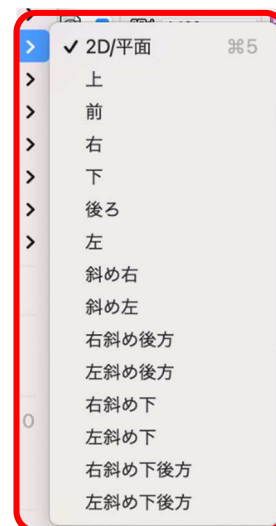 ✓ 2D/平面 ⌘5
上
前
右
下
後ろ
左
斜め右
斜め左
右斜め後方
左斜め後方
右斜め下
左斜め下
右斜め下後方
左斜め下後方
0